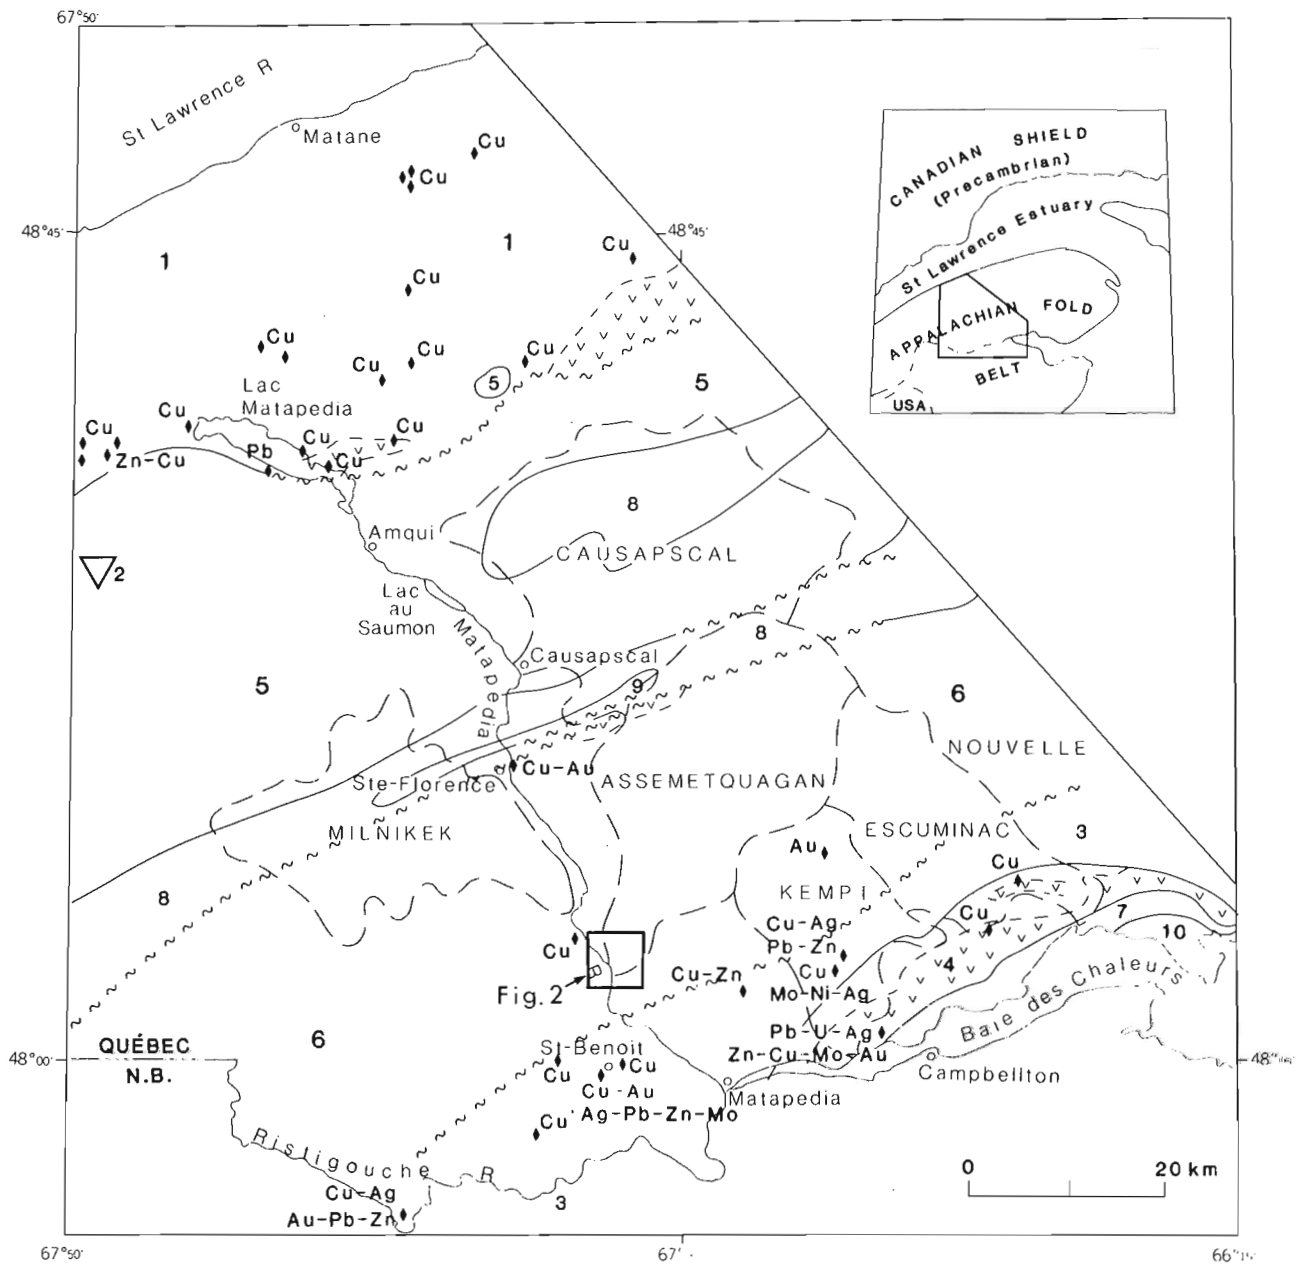 67°50'
St Lawrence R
Matane
Cu
Cu
48°45'
48°45'
1
1
Cu
Cu
Cu
Cu
Cu
Cu
5
5
Lac
Matapedia
Cu
Cu
Zn-Cu
Pb
Cu
Cu
Cu
8
Amqui
CAUSAPSCAL
2
Lac
au
Saumon
Matapedia
Causapscal
8
5
9
6
NOUVELLE
Cu-Au
Ste-Florence
ASSEMETQUAGAN
MILNIKEK
ESCUMINAC
3
Au
Cu
8
KEMPT
Cu-Ag
Pb-Zn
Cu
7
10
Cu
R
Cu-Zn
Cu
4
Mo-Ni-Ag
Fig. 2
Baie des Chaleurs
Pb-U-Ag
Zn-Cu-Mo-Au
6
QUÉBEC
N.B.
48°00'
St-Benoit
Cu
Cu
Cu-Au
Ag-Pb-Zn-Mo
Cu
Campbellton
Matapedia
Ristigouche R
Cu-Ag
Au-Pb-Zn
3
0 20 km
67°50'
67°
CANADIAN SHIELD
(Precambrian)
St Lawrence Estuary
APPALACHIAN FOLD
BELT
USA